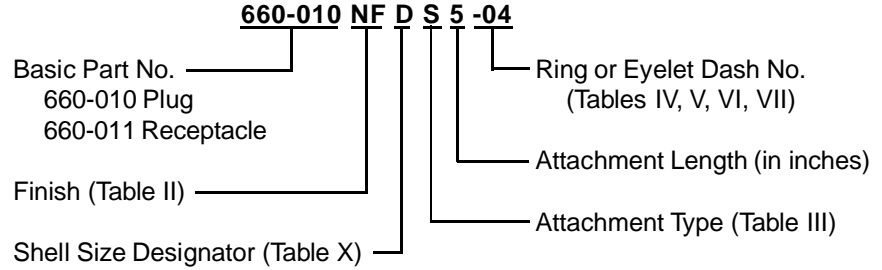 660-010 NF D S 5 -04
Basic Part No.
660-010 Plug
660-011 Receptacle
Finish (Table II)
Shell Size Designator (Table X)
Ring or Eyelet Dash No.
(Tables IV, V, VI, VII)
Attachment Length (in inches)
Attachment Type (Table III)